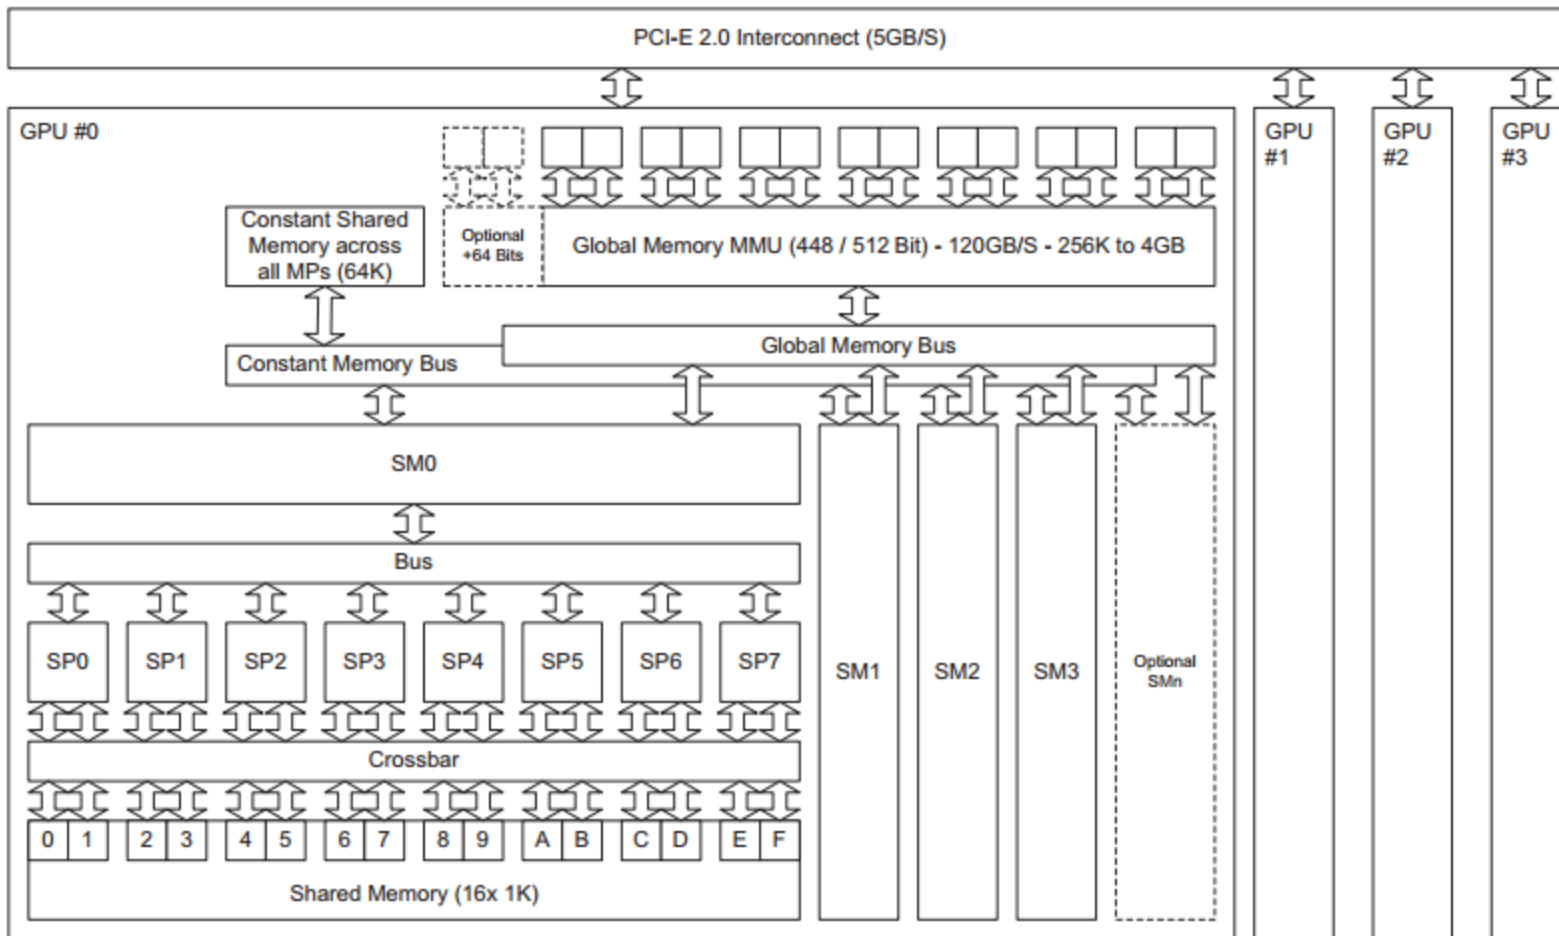 PCI-E 2.0 Interconnect (5GB/S)
GPU #0
GPU
#1
GPU
#2
GPU
#3
Constant Shared
Memory across
all MPs (64K)
Optional
+64 Bits
Global Memory MMU (448 / 512 Bit) - 120GB/S - 256K to 4GB
Global Memory Bus
Constant Memory Bus
SM0
Bus
SP0
SP1
SP2
SP3
SP4
SP5
SP6
SP7
SM1
SM2
SM3
Optional
SMn
Crossbar
0 1 2 3 4 5 6 7 8 9 A B C D E F
Shared Memory (16x 1K)